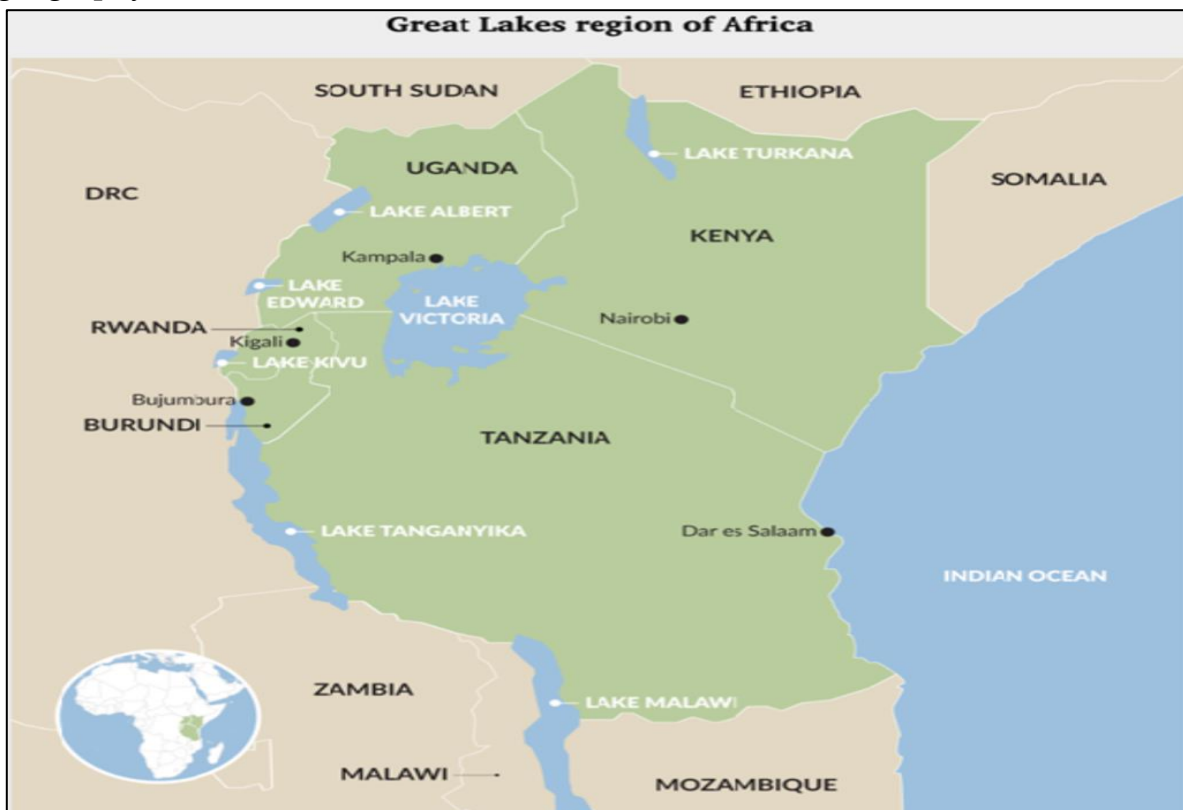 Great Lakes region of Africa
SOUTH SUDAN
ETHIOPIA
UGANDA
LAKE TURKANA
SOMALIA
DRC
LAKE ALBERT
KENYA
Kampala
LAKE
EDWARD
LAKE
VICTORIA
RWANDA
Nairobi
Kigali
LAKE KIVU
Bujumbura
BURUNDI
TANZANIA
LAKE TANGANYIKA
Dar es Salaam
INDIAN OCEAN
ZAMBIA
LAKE MALAWI
MALAWI
MOZAMBIQUE